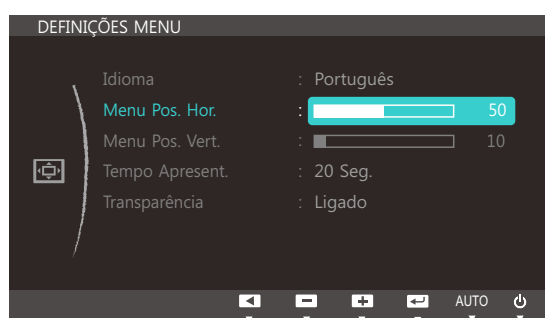 DEFINIÇÕES MENU
Idioma : Português
Menu Pos. Hor. : 50
Menu Pos. Vert. : 10
Tempo Apresent. : 20 Seg.
Transparência : Ligado
AUTO